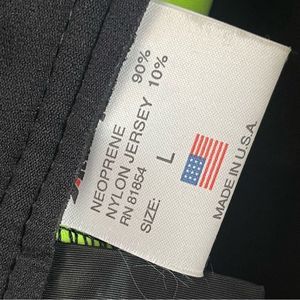 NEOPRENE 90%
NYLON JERSEY 10%
RN 81854
SIZE: L
MADE IN U.S.A.